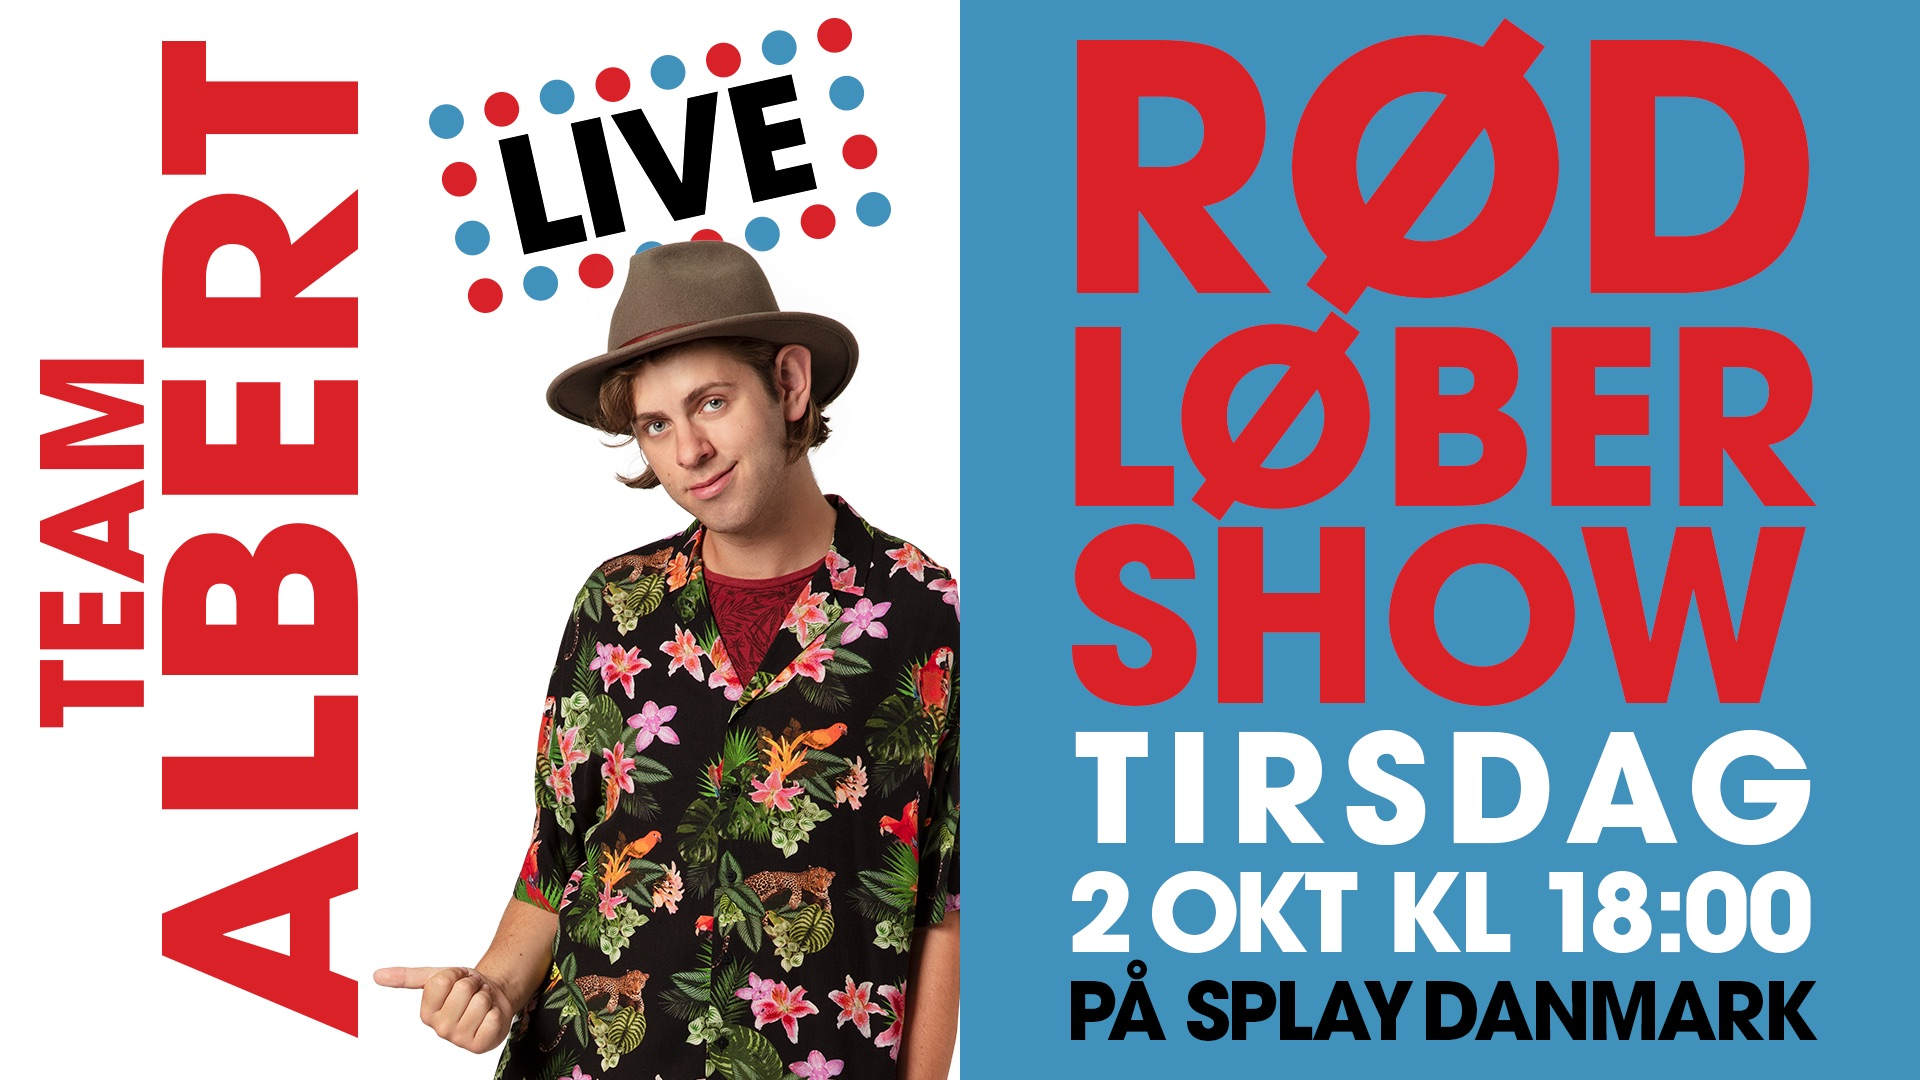 TEAM
ALBERT
LIVE
RØD
LØBER
SHOW
TIRSDAG
2 OKT KL 18:00
PÅ SPLAY DANMARK